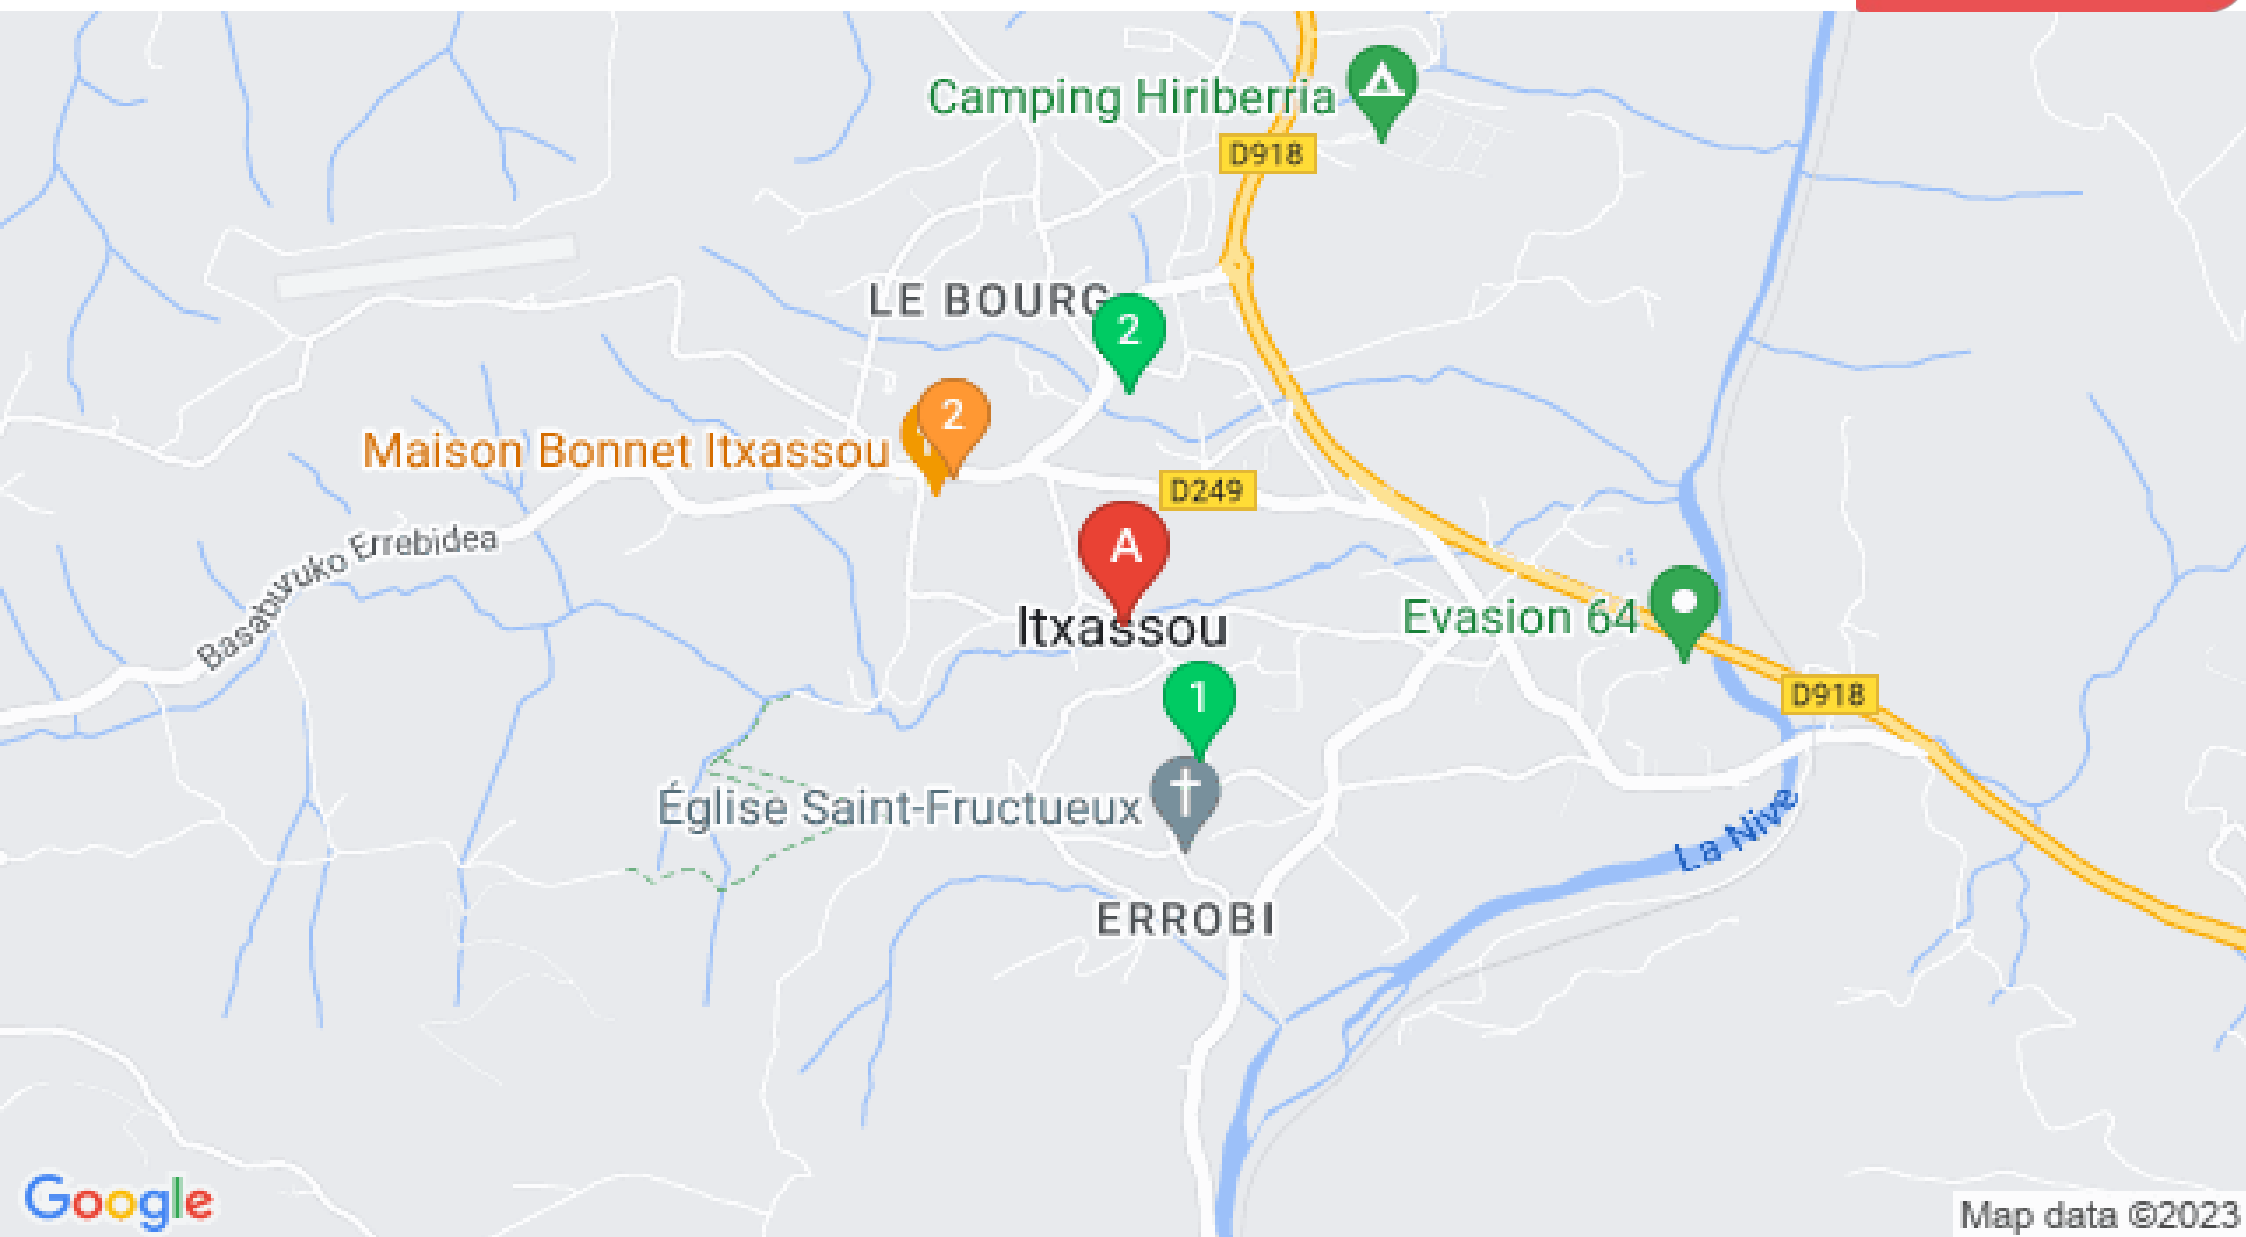 Camping Hiriberria
D918
LE BOURG
2
2
Maison Bonnet Itxassou
D249
Basaburuko Errebidea
A
Itxassou
Evasion 64
1
D918
Église Saint-Fructueux
La Nive
ERROBI
Google
Map data ©2023